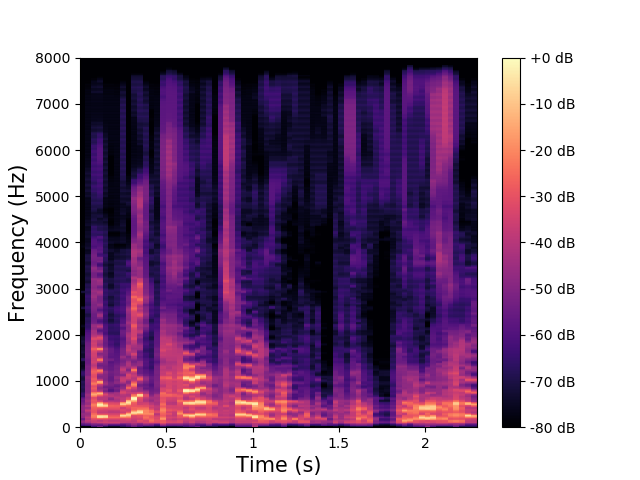 8000
7000
6000
5000
4000
3000
2000
1000
0
Frequency (Hz)
0
0.5
1
1.5
2
Time (s)
+0 dB
-10 dB
-20 dB
-30 dB
-40 dB
-50 dB
-60 dB
-70 dB
-80 dB